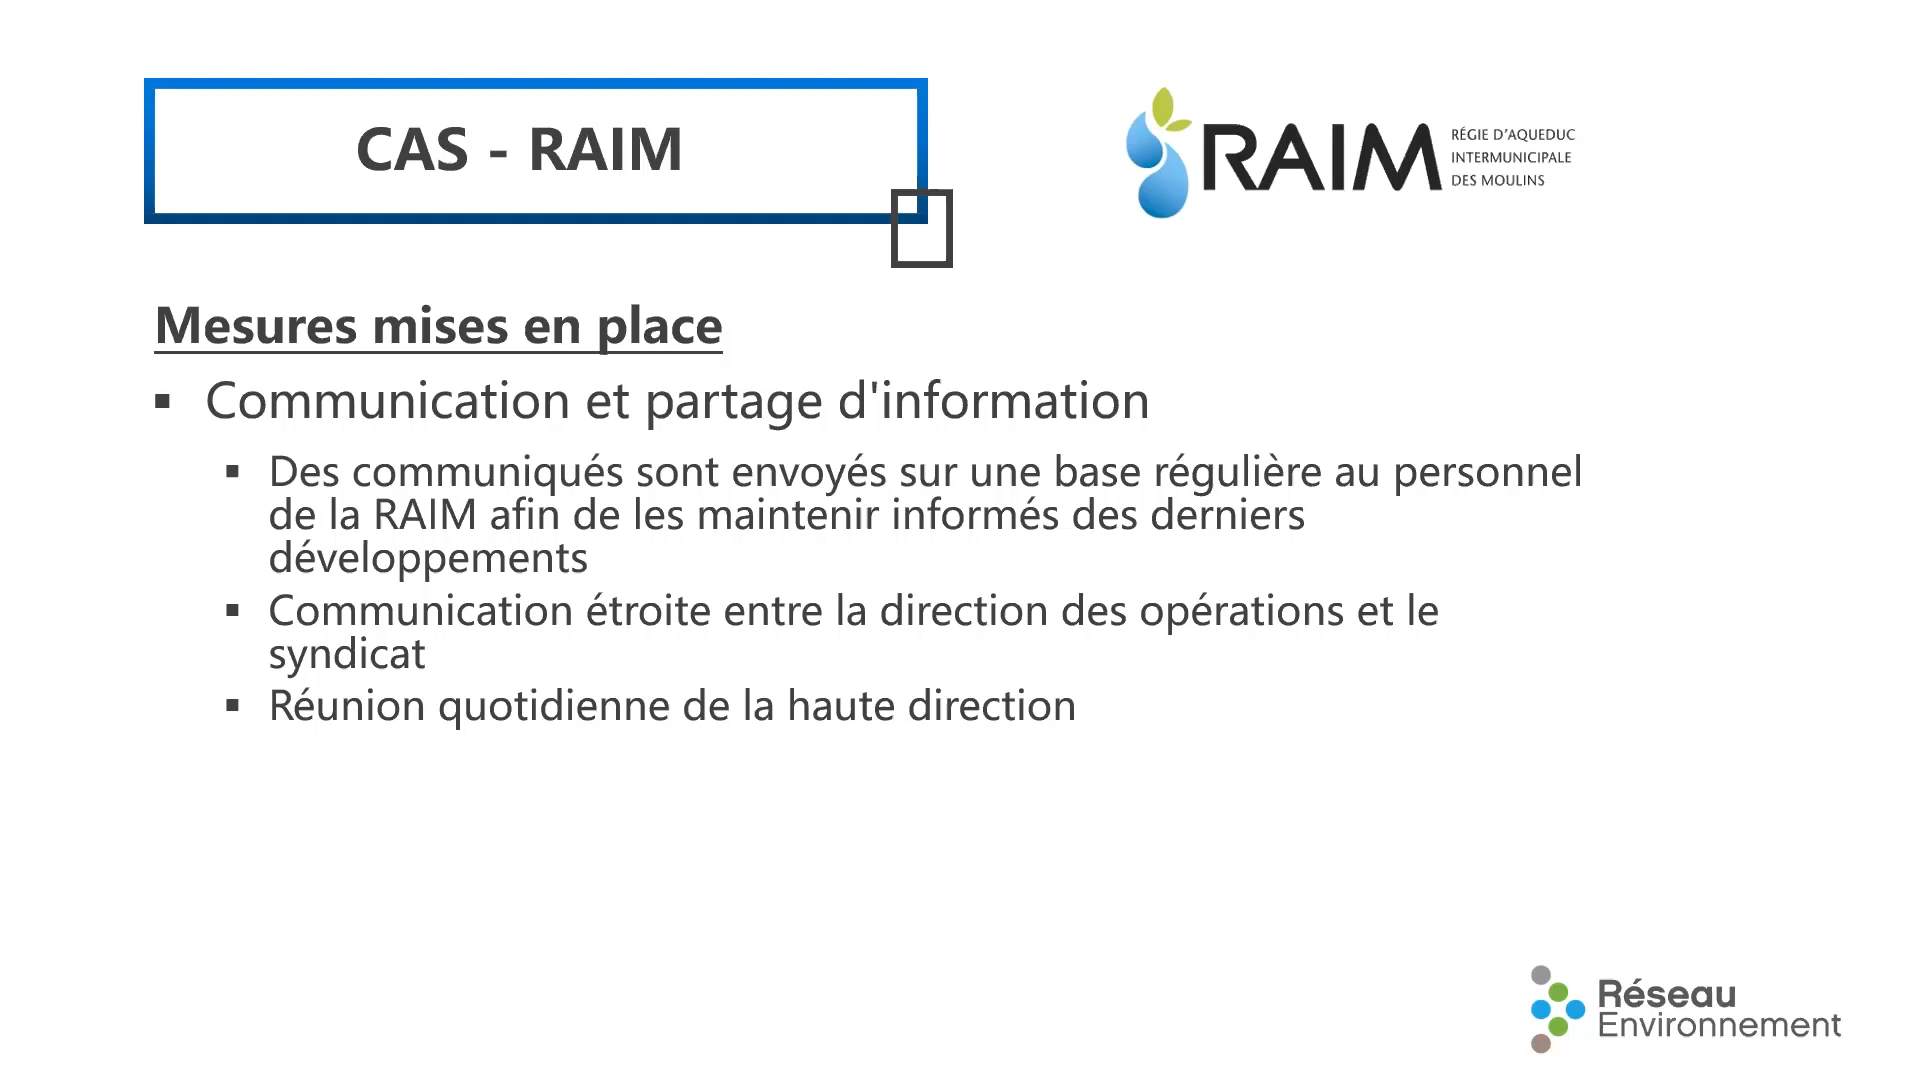 CAS - RAIM
RAIM
RÉGIE D'AQUEDUC
INTERMUNICIPALE
DES MOULINS
Mesures mises en place
▪ Communication et partage d'information
▪ Des communiqués sont envoyés sur une base régulière au personnel
de la RAIM afin de les maintenir informés des derniers
développements
▪ Communication étroite entre la direction des opérations et le
syndicat
▪ Réunion quotidienne de la haute direction
Réseau
Environnement